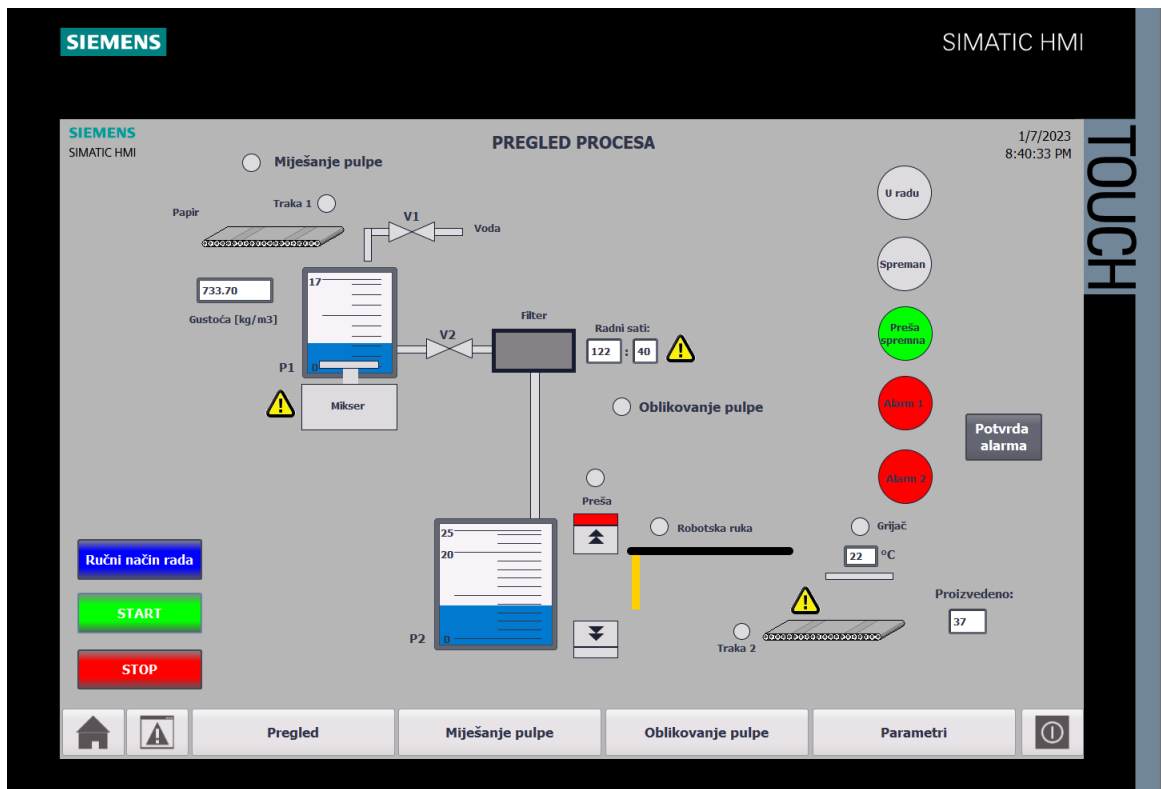 SIEMENS
SIMATIC HMI
TOUCH
SIEMENS
SIMATIC HMI
PREGLED PROCESA
1/7/2023
8:40:33 PM
Miješanje pulpe
Traka 1
Papir
V1
Voda
U radu
Spreman
733.70
Gustoća [kg/m3]
17
0
P1
Mikser
V2
Filter
Radni sati:
122 : 40
Preša
spremna
Oblikovanje pulpe
Alarm 1
Potvrda
alarma
Alarm 2
Preša
25
20
0
P2
Robotska ruka
Grijač
22 °C
Ručni način rada
START
STOP
Traka 2
Proizvedeno:
37
Pregled
Miješanje pulpe
Oblikovanje pulpe
Parametri